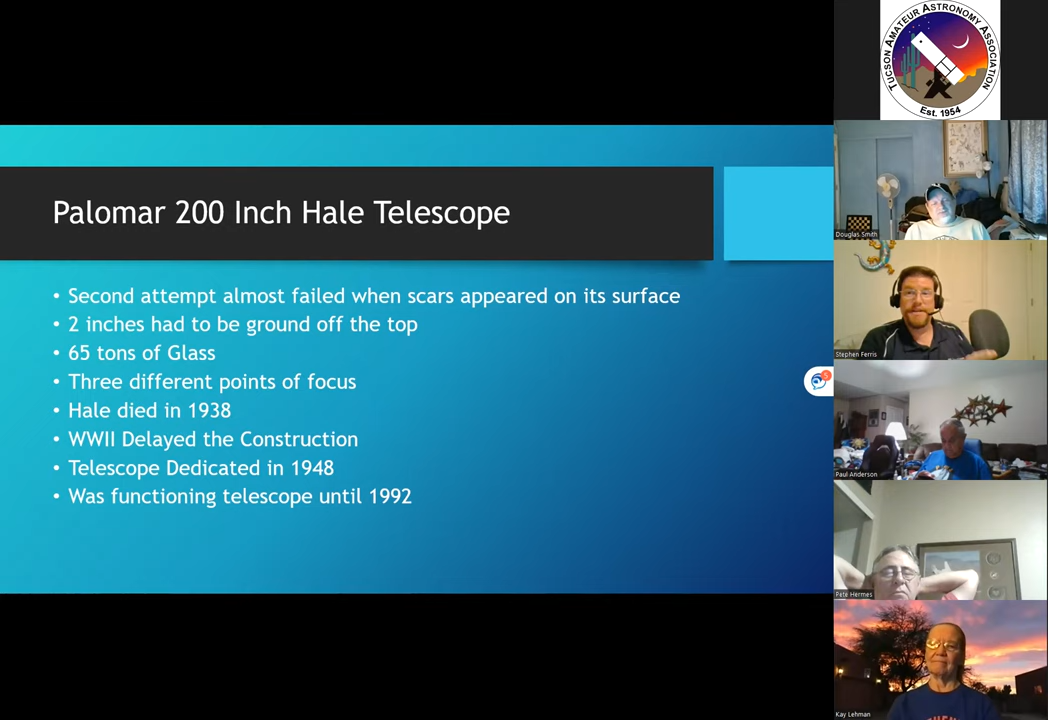 Palomar 200 Inch Hale Telescope
• Second attempt almost failed when scars appeared on its surface
• 2 inches had to be ground off the top
• 65 tons of Glass
• Three different points of focus
• Hale died in 1938
• WWII Delayed the Construction
• Telescope Dedicated in 1948
• Was functioning telescope until 1992
TUCSON AMATEUR ASTRONOMY ASSOCIATION
Est. 1954
Douglas Smith
Stephen Ferris
Paul Anderson
Pete Hermes
Kay Lehman